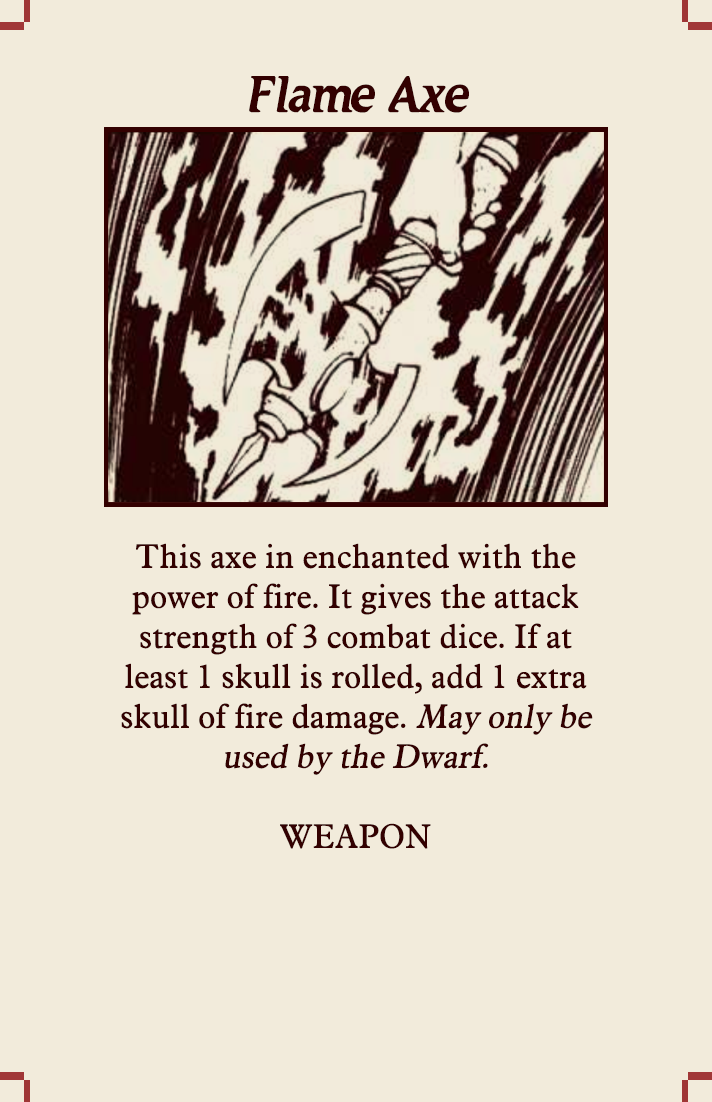 Flame Axe
This axe in enchanted with the
power of fire. It gives the attack
strength of 3 combat dice. If at
least 1 skull is rolled, add 1 extra
skull of fire damage. May only be
used by the Dwarf.
WEAPON